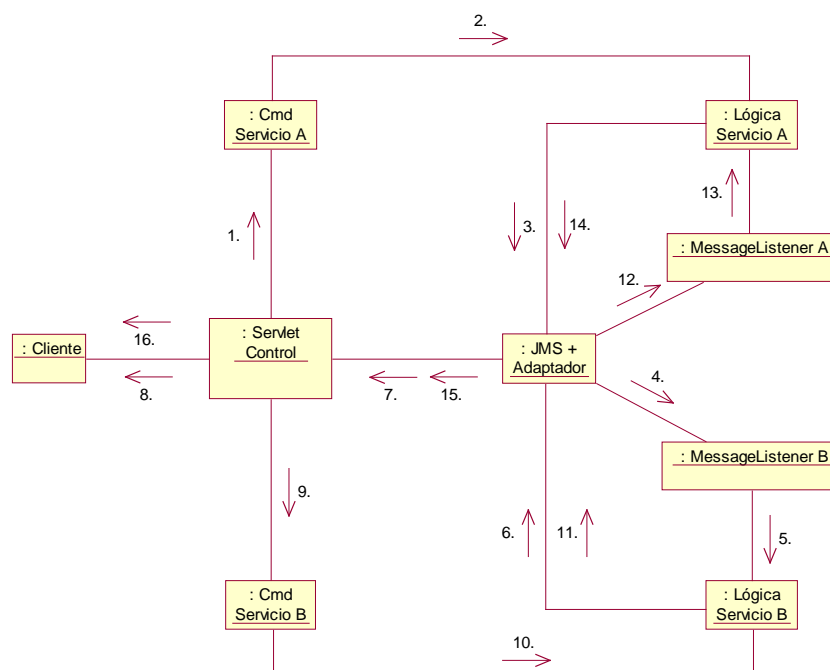 2.
: Cmd
Servicio A
: Lógica
Servicio A
13.
1.
3.
14.
: MessageListener A
12.
16.
: Servlet
Control
: Cliente
: JMS +
Adaptador
8.
7.
15.
4.
: MessageListener B
9.
6.
11.
5.
: Cmd
Servicio B
: Lógica
Servicio B
10.